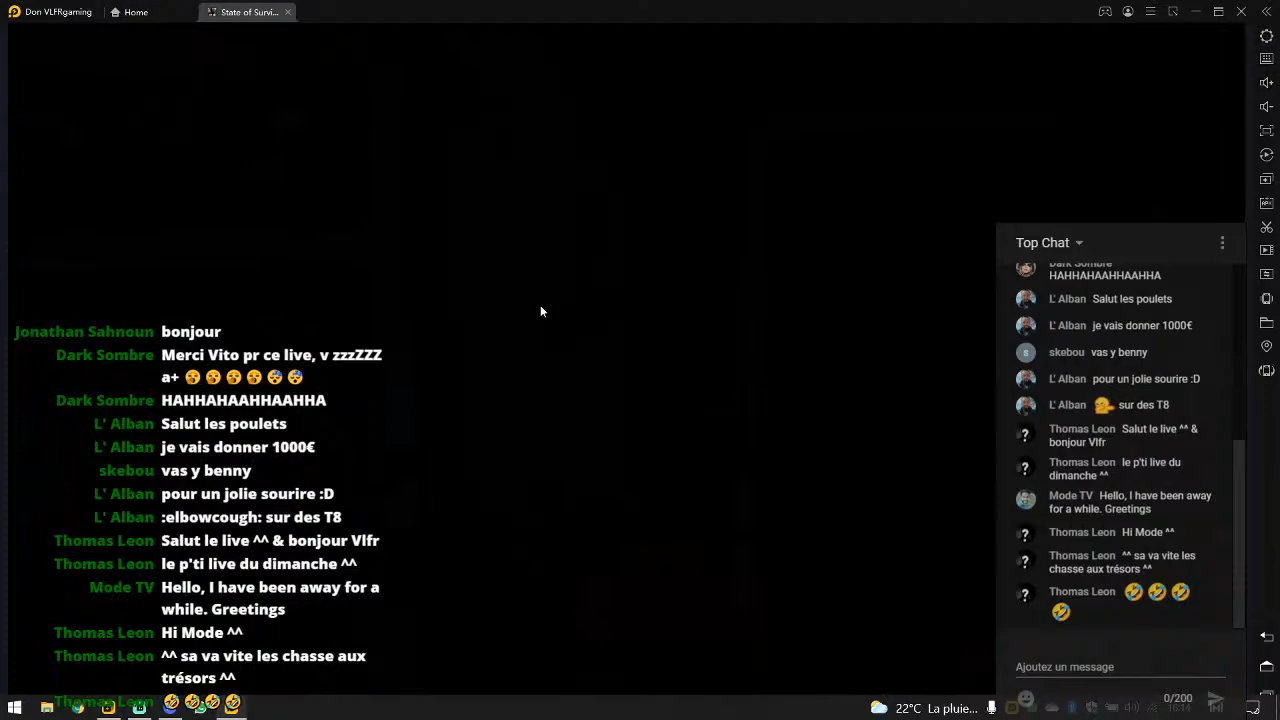 Don VLFRgaming
Home
State of Survi...
Jonathan Sahnoun bonjour
Dark Sombre Merci Vito pr ce live, v zzzZZZ
a+ 🥱 🥱 🥱 🥱 😴 😴
Dark Sombre HAHHAHAAHHAAHHA
L' Alban Salut les poulets
L' Alban je vais donner 1000€
skebou vas y benny
L' Alban pour un jolie sourire :D
L' Alban :elbowcough: sur des T8
Thomas Leon Salut le live ^^ & bonjour Vlfr
Thomas Leon le p'ti live du dimanche ^^
Mode TV Hello, I have been away for a
while. Greetings
Thomas Leon Hi Mode ^^
Thomas Leon ^^ sa va vite les chasse aux
trésors ^^
Thomas Leon 🤣 🤣 🤣 🤣
Top Chat
Dark Sombre
HAHHAHAAHHAAHHA
L' Alban Salut les poulets
L' Alban je vais donner 1000€
S skebou vas y benny
L' Alban pour un jolie sourire :D
L' Alban sur des T8
? Thomas Leon Salut le live ^^ &
bonjour Vlfr
? Thomas Leon le p'ti live du
dimanche ^^
Mode TV Hello, I have been away
for a while. Greetings
? Thomas Leon Hi Mode ^^
? Thomas Leon ^^ sa va vite les
chasse aux trésors ^^
? Thomas Leon 🤣 🤣 🤣
🤣
Ajoutez un message
0/200
22°C La pluie...
16:14